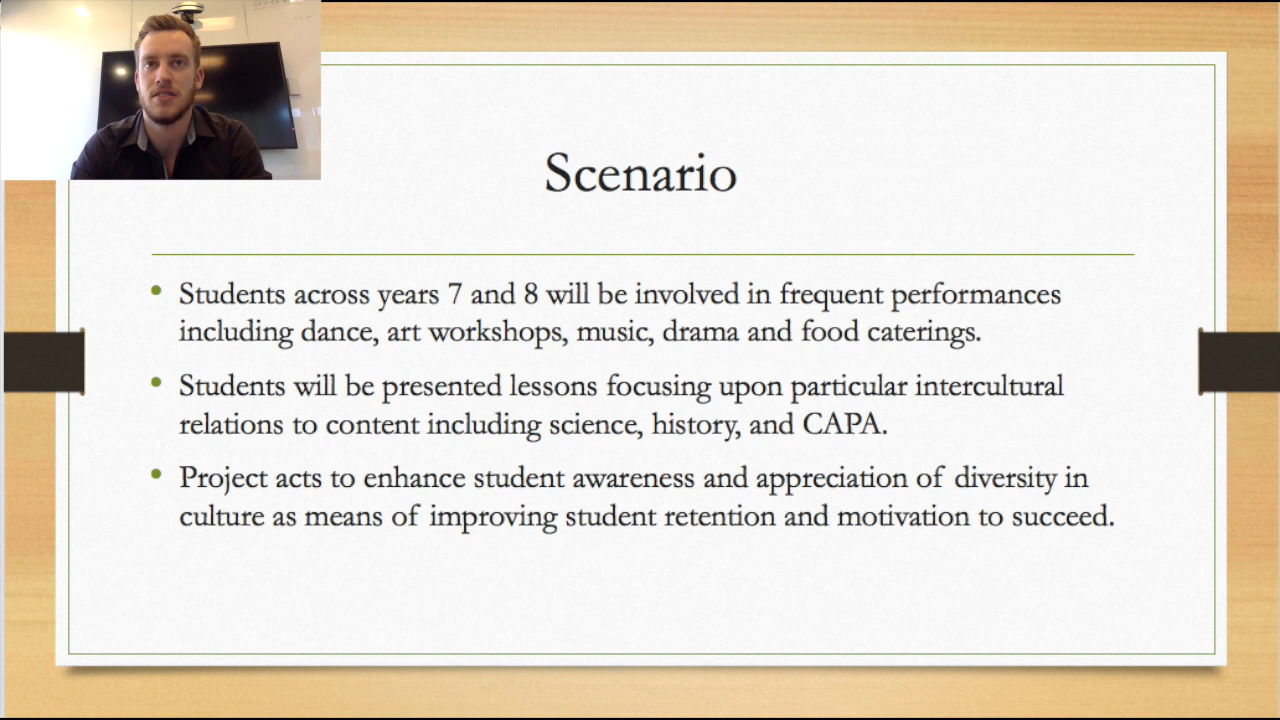 Scenario
Students across years 7 and 8 will be involved in frequent performances
including dance, art workshops, music, drama and food caterings.
Students will be presented lessons focusing upon particular intercultural
relations to content including science, history, and CAPA.
Project acts to enhance student awareness and appreciation of diversity in
culture as means of improving student retention and motivation to succeed.